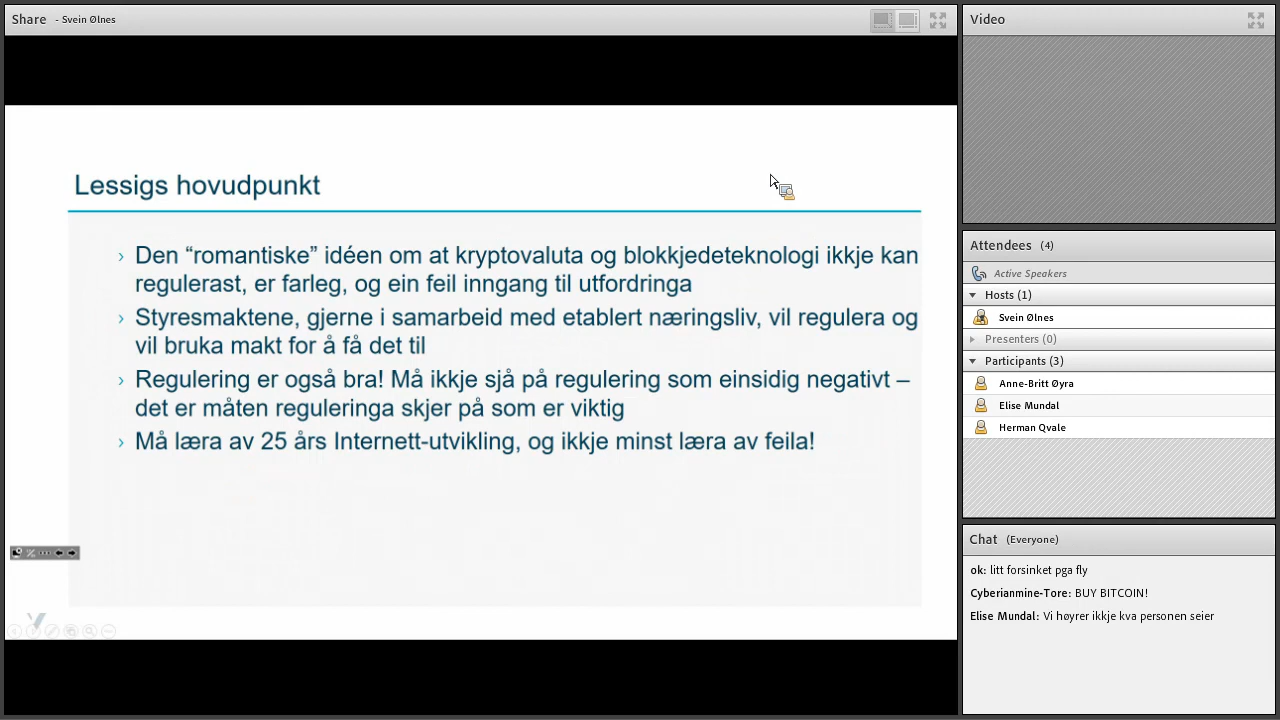 Share - Svein Ølnes
Lessigs hovudpunkt
› Den “romantiske” idéen om at kryptovaluta og blokkjedeteknologi ikkje kan
regulerast, er farleg, og ein feil inngang til utfordringa
› Styresmaktene, gjerne i samarbeid med etablert næringsliv, vil regulera og
vil bruka makt for å få det til
› Regulering er også bra! Må ikkje sjå på regulering som einsidig negativt –
det er måten reguleringa skjer på som er viktig
› Må læra av 25 års Internett-utvikling, og ikkje minst læra av feila!
Video
Attendees (4)
Active Speakers
Hosts (1)
Svein Ølnes
Presenters (0)
Participants (3)
Anne-Britt Øyra
Elise Mundal
Herman Qvale
Chat (Everyone)
ok: litt forsinket pga fly
Cyberianmine-Tore: BUY BITCOIN!
Elise Mundal: Vi høyrer ikkje kva personen seier